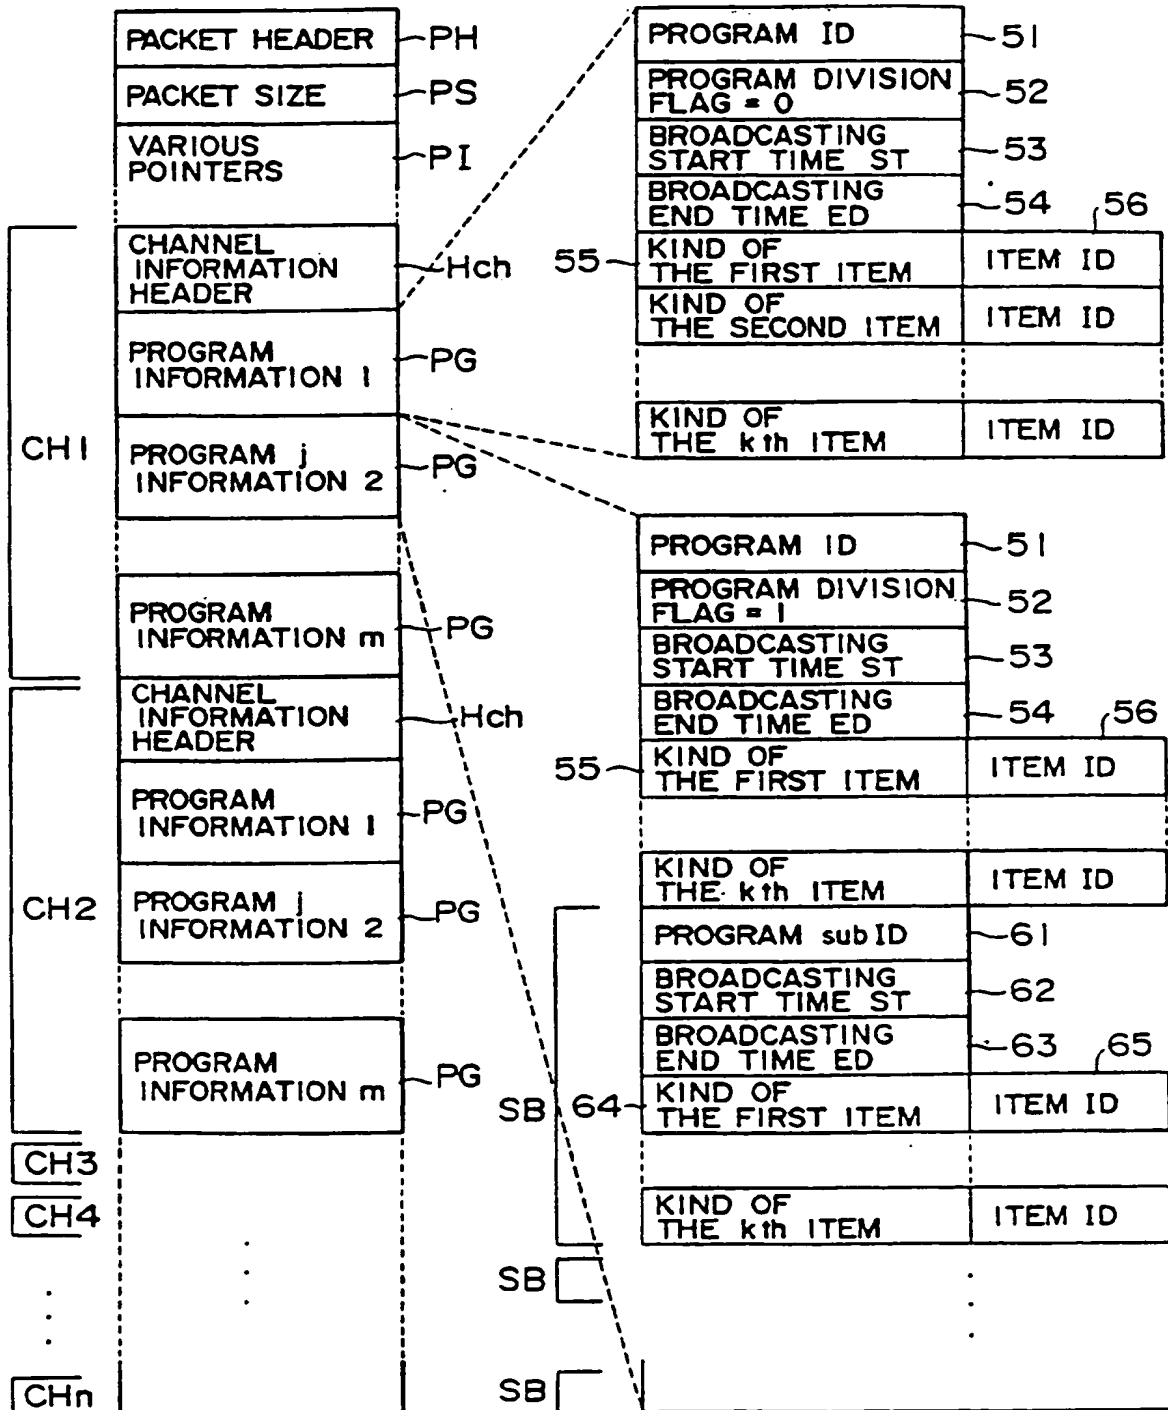 PACKET HEADER
PH
PACKET SIZE
PS
VARIOUS
POINTERS
PI
CH1
CHANNEL
INFORMATION
HEADER
Hch
PROGRAM
INFORMATION 1
PG
PROGRAM j
INFORMATION 2
PG
PROGRAM
INFORMATION m
PG
CH2
CHANNEL
INFORMATION
HEADER
Hch
PROGRAM
INFORMATION 1
PG
PROGRAM j
INFORMATION 2
PG
PROGRAM
INFORMATION m
PG
CH3
CH4
CHn
PROGRAM ID
51
PROGRAM DIVISION
FLAG = 0
52
BROADCASTING
START TIME ST
53
BROADCASTING
END TIME ED
54
56
55
KIND OF
THE FIRST ITEM
ITEM ID
KIND OF
THE SECOND ITEM
ITEM ID
KIND OF
THE kth ITEM
ITEM ID
PROGRAM ID
51
PROGRAM DIVISION
FLAG = 1
52
BROADCASTING
START TIME ST
53
BROADCASTING
END TIME ED
54
56
55
KIND OF
THE FIRST ITEM
ITEM ID
KIND OF
THE kth ITEM
ITEM ID
SB
PROGRAM sub ID
61
BROADCASTING
START TIME ST
62
BROADCASTING
END TIME ED
63
65
64
KIND OF
THE FIRST ITEM
ITEM ID
KIND OF
THE kth ITEM
ITEM ID
SB
SB